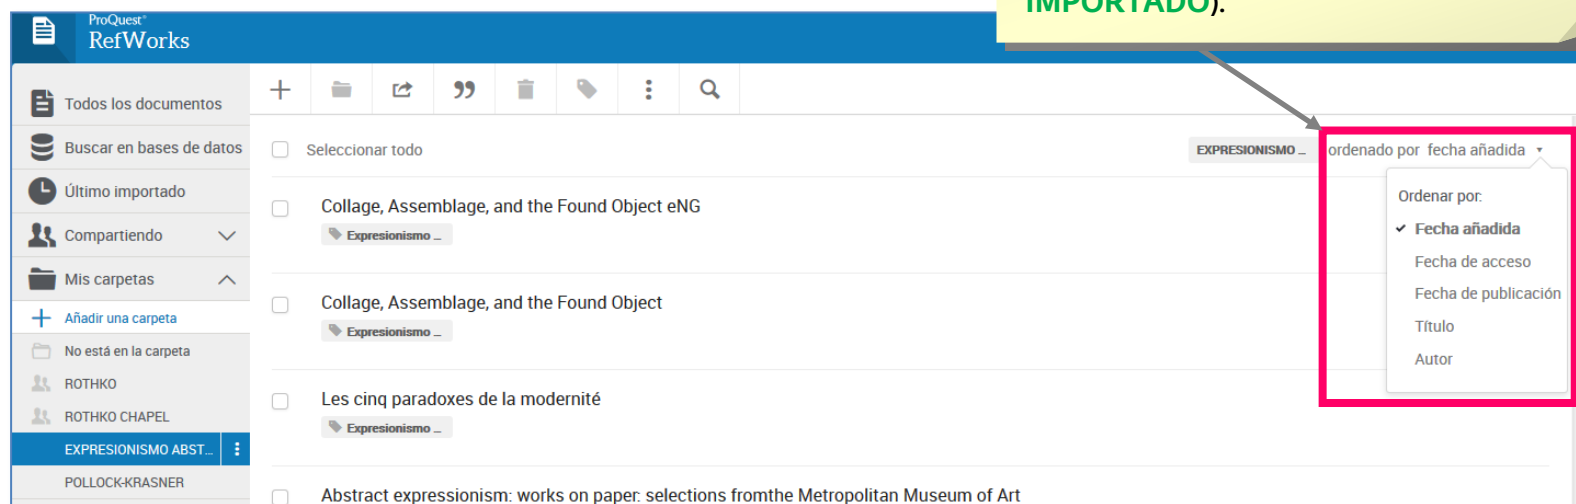 IMPORTADO).
ProQuest®
RefWorks
Todos los documentos
Buscar en bases de datos
Último importado
Compartiendo
Mis carpetas
Añadir una carpeta
No está en la carpeta
ROTHKO
ROTHKO CHAPEL
EXPRESIONISMO ABST...
POLLOCK-KRASNER
Seleccionar todo
EXPRESIONISMO ... ordenado por fecha añadida
Ordenar por:
Fecha añadida
Fecha de acceso
Fecha de publicación
Título
Autor
Collage, Assemblage, and the Found Object eNG
Expresionismo ...
Collage, Assemblage, and the Found Object
Expresionismo ...
Les cinq paradoxes de la modernité
Expresionismo ...
Abstract expressionism: works on paper: selections fromthe Metropolitan Museum of Art